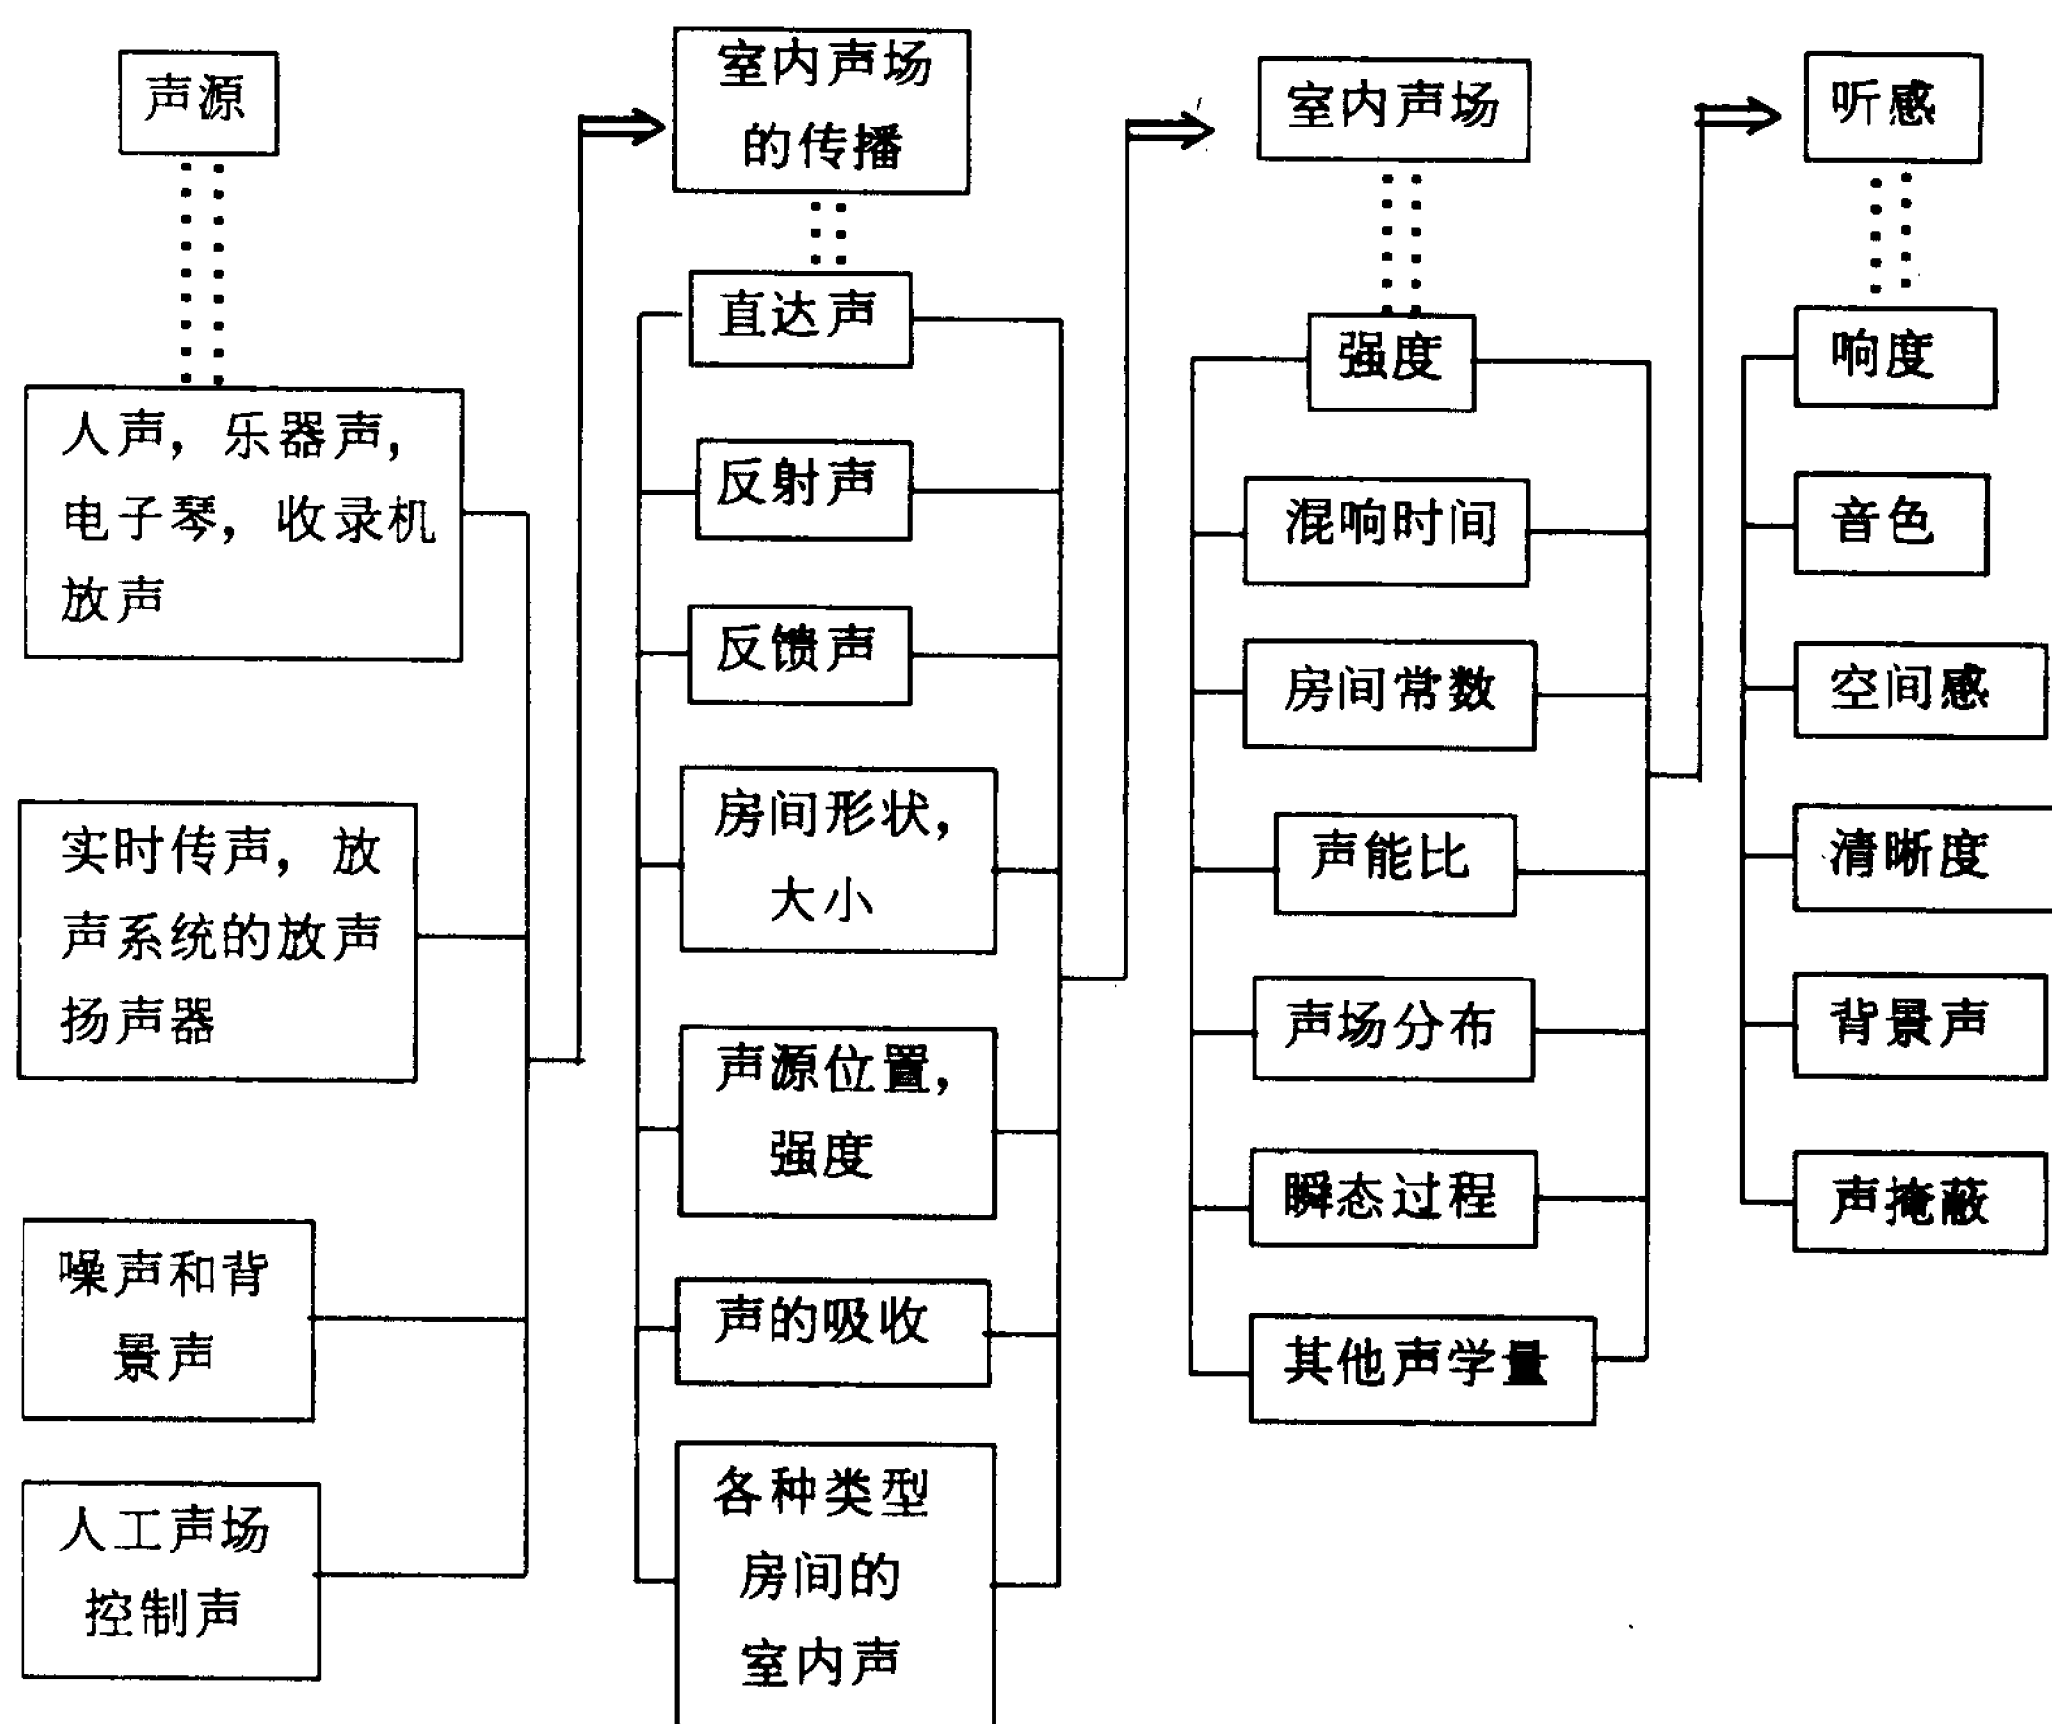 声源
人声，乐器声，
电子琴，收录机
放声
实时传声，放
声系统的放声
扬声器
噪声和背
景声
人工声场
控制声
室内声场
的传播
直达声
反射声
反馈声
房间形状，
大小
声源位置，
强度
声的吸收
各种类型
房间的
室内声
室内声场
强度
混响时间
房间常数
声能比
声场分布
瞬态过程
其他声学量
听感
响度
音色
空间感
清晰度
背景声
声掩蔽